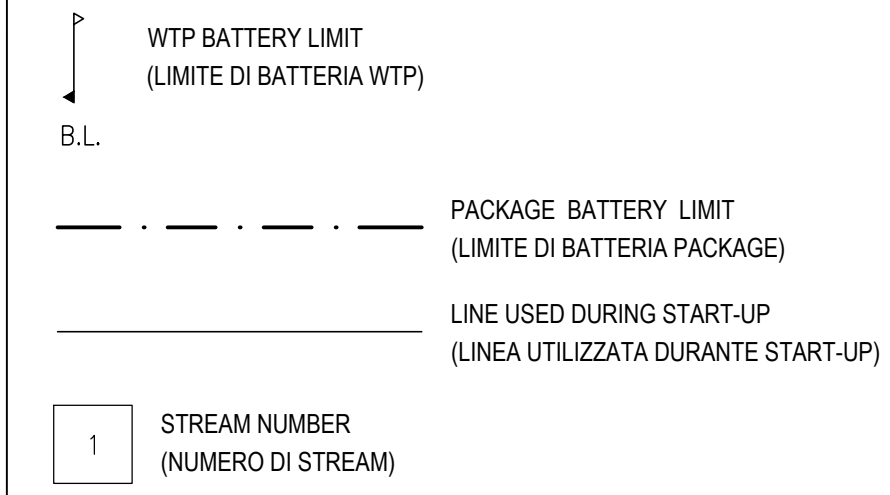 WTP BATTERY LIMIT
(LIMITE DI BATTERIA WTP)
B.L.
PACKAGE BATTERY LIMIT
(LIMITE DI BATTERIA PACKAGE)
LINE USED DURING START-UP
(LINEA UTILIZZATA DURANTE START-UP)
1
STREAM NUMBER
(NUMERO DI STREAM)